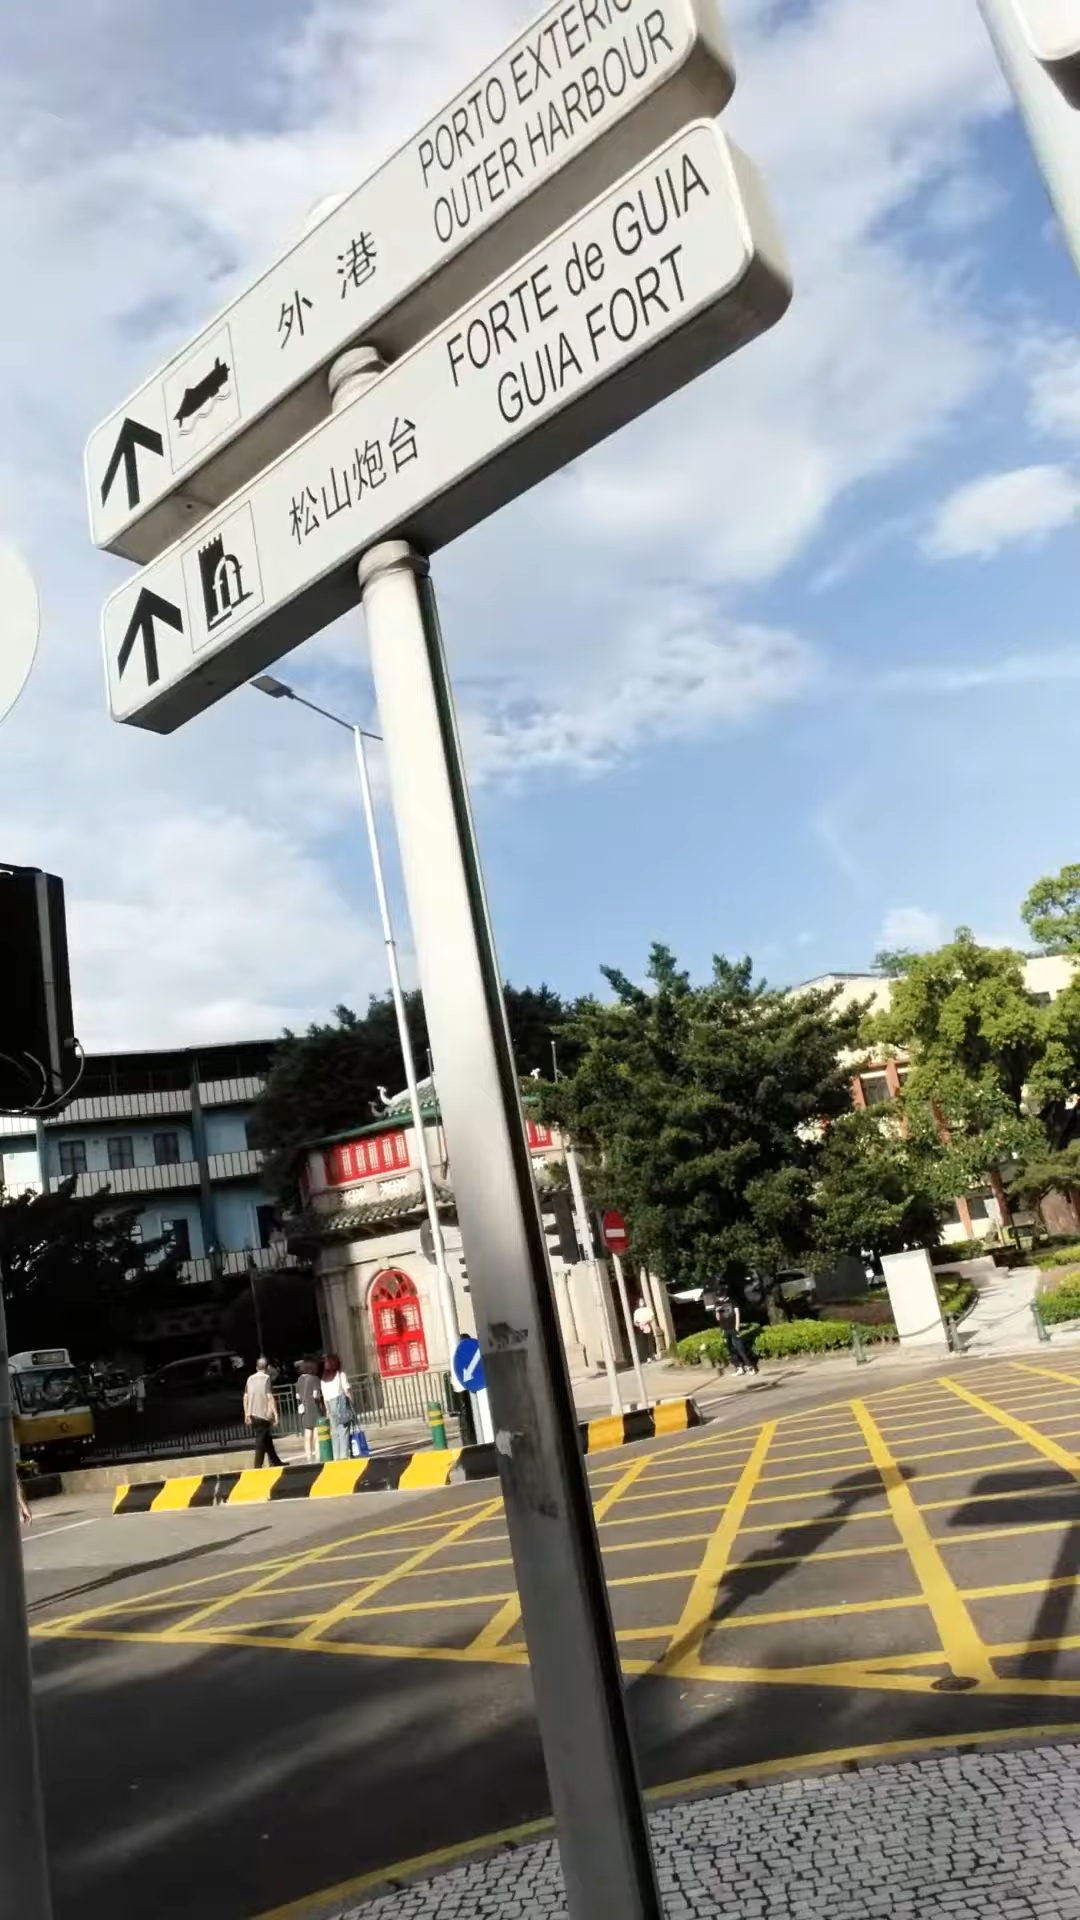 外港
PORTO EXTERIO
OUTER HARBOUR
松山炮台
FORTE de GUIA
GUIA FORT